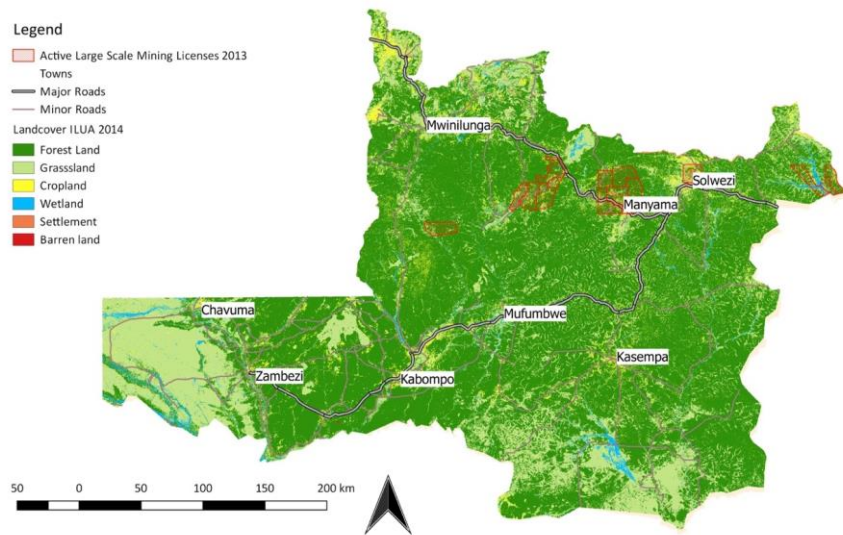 Legend
Active Large Scale Mining Licenses 2013
Towns
Major Roads
Minor Roads
Landcover ILUA 2014
Forest Land
Grasssland
Cropland
Wetland
Settlement
Barren land
Mwinilunga
Solwezi
Manyama
Chavuma
Mufumbwe
Kasempa
Zambezi
Kabompo
50 0 50 100 150 200 km